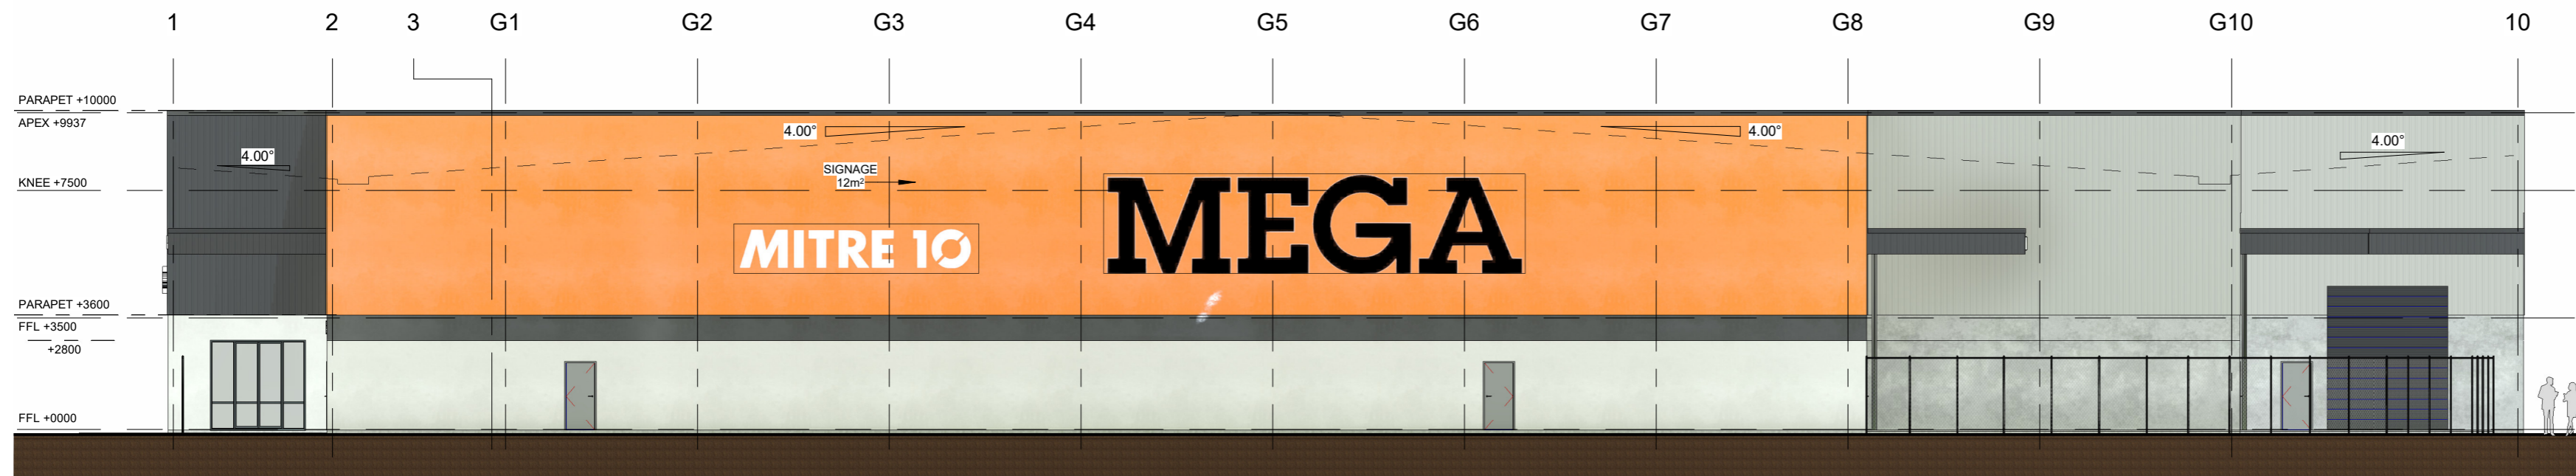 1 2 3 G1 G2 G3 G4 G5 G6 G7 G8 G9 G10 10
PARAPET +10000
APEX +9937
4.00° 4.00°
4.00° 4.00°
SIGNAGE
12m²
KNEE +7500
MITRE 10 MEGA
PARAPET +3600
FFL +3500
+2800
FFL +0000